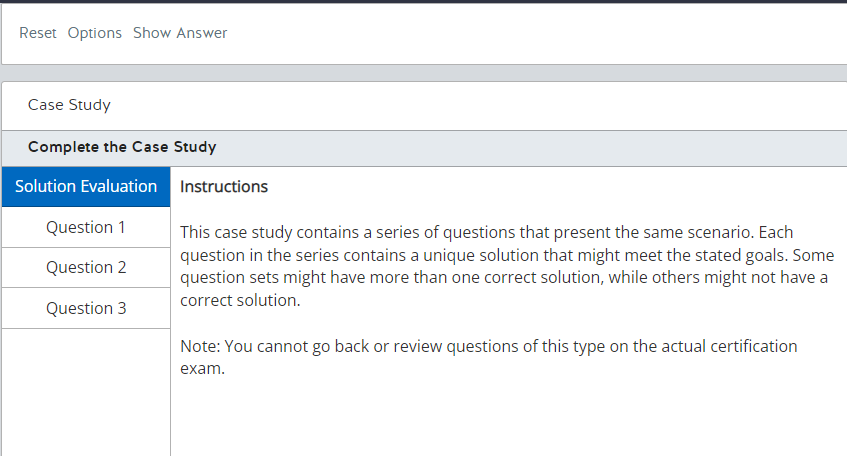 Reset Options Show Answer
Case Study
Complete the Case Study
Solution Evaluation
Question 1
Question 2
Question 3
Instructions
This case study contains a series of questions that present the same scenario. Each
question in the series contains a unique solution that might meet the stated goals. Some
question sets might have more than one correct solution, while others might not have a
correct solution.
Note: You cannot go back or review questions of this type on the actual certification
exam.